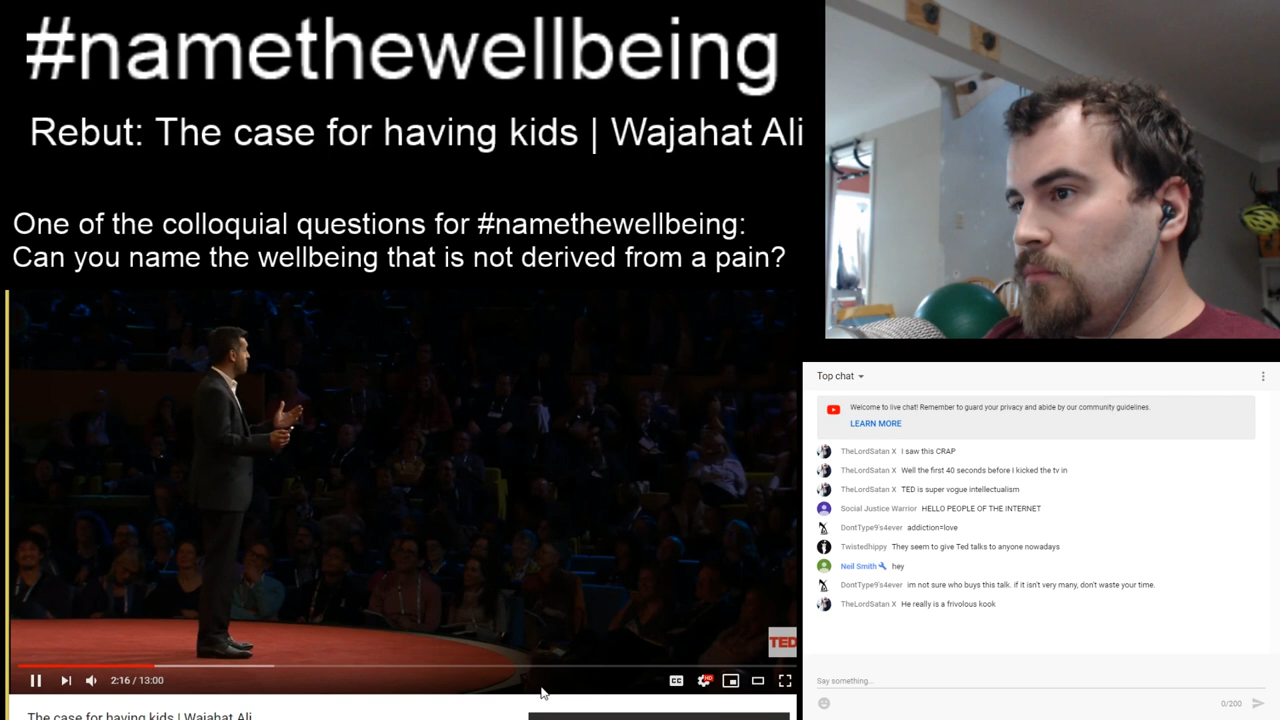 #namethewellbeing
Rebut: The case for having kids | Wajahat Ali
One of the colloquial questions for #namethewellbeing:
Can you name the wellbeing that is not derived from a pain?
TED
2:16 / 13:00
CC
HD
The case for having kids | Wajahat Ali
Top chat
Welcome to live chat! Remember to guard your privacy and abide by our community guidelines.
LEARN MORE
TheLordSatan X I saw this CRAP
TheLordSatan X Well the first 40 seconds before I kicked the tv in
TheLordSatan X TED is super vogue intellectualism
Social Justice Warrior HELLO PEOPLE OF THE INTERNET
DontType9's4ever addiction=love
Twistedhippy They seem to give Ted talks to anyone nowadays
Neil Smith hey
DontType9's4ever im not sure who buys this talk. if it isn't very many, don't waste your time.
TheLordSatan X He really is a frivolous kook
Say something...
0/200